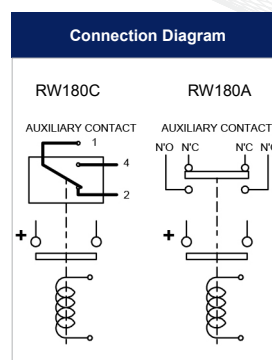 Connection Diagram
RW180C RW180A
AUXILIARY CONTACT AUXILIARY CONTACT
1 N'O N'C N'C N'O
4
2
+ +